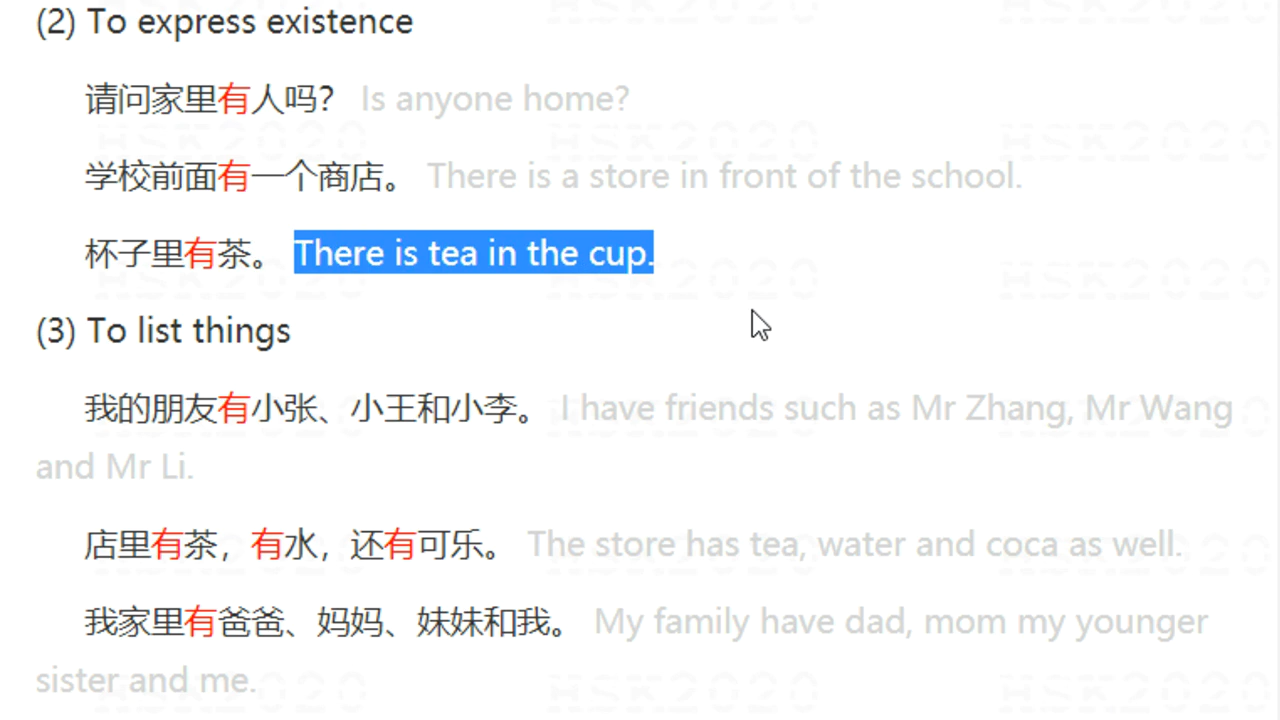 (2) To express existence
请问家里有人吗? Is anyone home?
学校前面有一个商店。 There is a store in front of the school.
杯子里有茶。 There is tea in the cup.
(3) To list things
我的朋友有小张、小王和小李。 I have friends such as Mr Zhang, Mr Wang
and Mr Li.
店里有茶，有水，还有可乐。 The store has tea, water and coca as well.
我家里有爸爸、妈妈、妹妹和我。 My family have dad, mom my younger
sister and me.
HSK2020